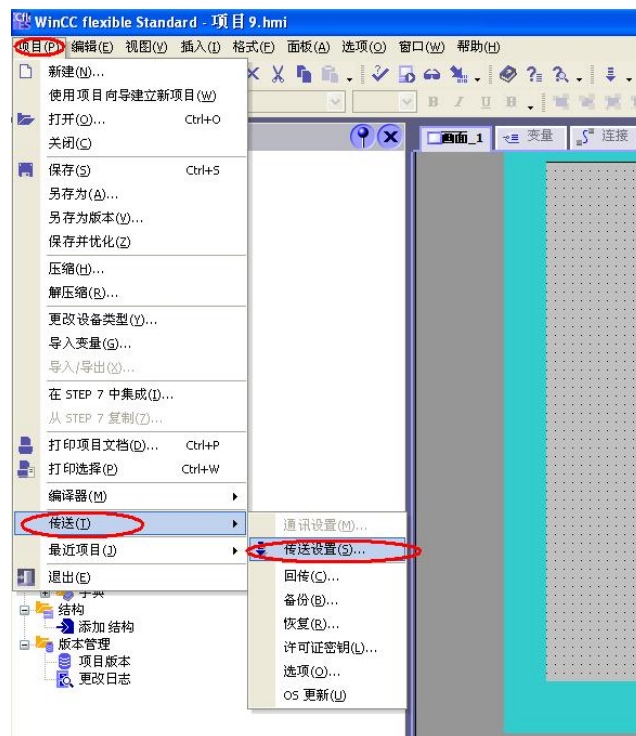 WinCC flexible Standard - 项目9.hmi
项目(P) 编辑(E) 视图(V) 插入(I) 格式(F) 面板(A) 选项(O) 窗口(W) 帮助(H)
新建(N)...
使用项目向导建立新项目(W)
打开(O)... Ctrl+O
关闭(C)
画面_1 变量 连接
保存(S) Ctrl+S
另存为(A)...
另存为版本(V)...
保存并优化(Z)
压缩(H)...
解压缩(R)...
更改设备类型(Y)...
导入变量(G)...
导入/导出(X)...
在 STEP 7 中集成(I)...
从 STEP 7 复制(7)...
打印项目文档(D)... Ctrl+P
打印选择(P) Ctrl+W
编译器(M)
传送(T)
最近项目(J)
退出(E)
通讯设置(M)...
传送设置(S)...
回传(C)...
备份(B)...
恢复(R)...
许可证密钥(L)...
选项(O)...
OS 更新(U)
字典
结构
添加 结构
版本管理
项目版本
更改日志